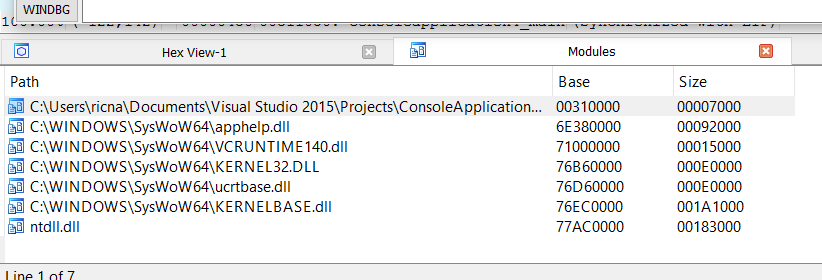 WINDBG
Hex View-1 Modules
Path Base Size
C:\Users\ricna\Documents\Visual Studio 2015\Projects\ConsoleApplication... 00310000 00007000
C:\WINDOWS\SysWoW64\apphelp.dll 6E380000 00092000
C:\WINDOWS\SysWoW64\VCRUNTIME140.dll 71000000 00015000
C:\WINDOWS\SysWoW64\KERNEL32.DLL 76B60000 000E0000
C:\WINDOWS\SysWoW64\ucrtbase.dll 76D60000 000E0000
C:\WINDOWS\SysWoW64\KERNELBASE.dll 76EC0000 001A1000
ntdll.dll 77AC0000 00183000
Line 1 of 7